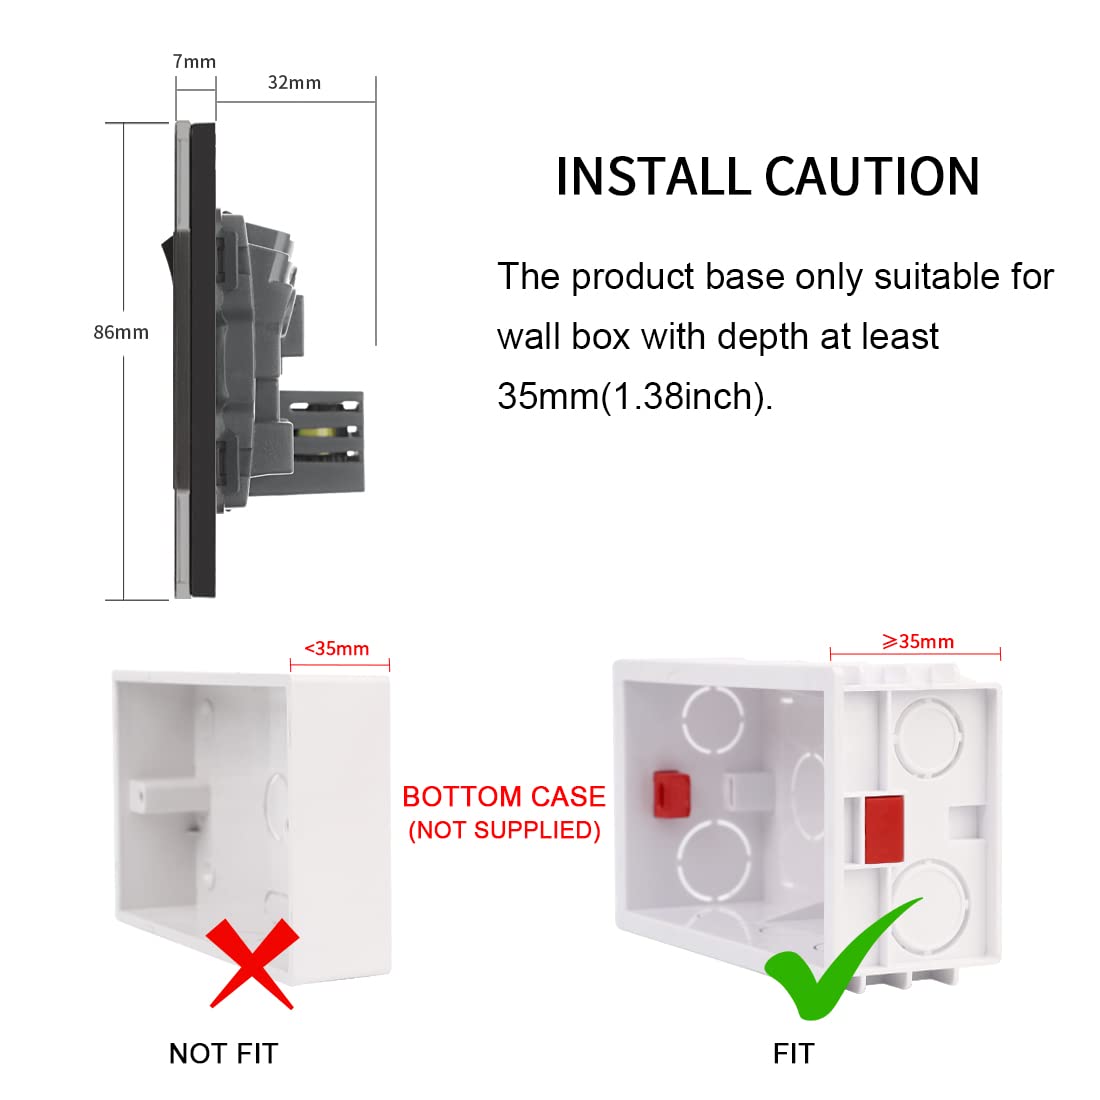 7mm
32mm
86mm
INSTALL CAUTION
The product base only suitable for
wall box with depth at least
35mm(1.38inch).
<35mm
⩾35mm
BOTTOM CASE
(NOT SUPPLIED)
NOT FIT
FIT